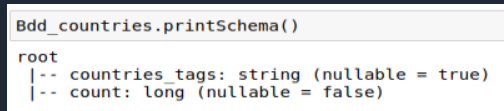 Bdd_countries.printSchema()
root
 |-- countries_tags: string (nullable = true)
 |-- count: long (nullable = false)